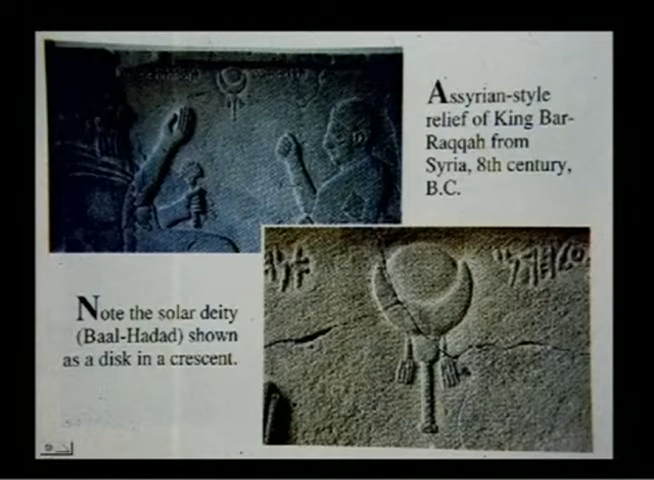 Assyrian-style
relief of King Bar-
Raqqah from
Syria, 8th century,
B.C.
Note the solar deity
(Baal-Hadad) shown
as a disk in a crescent.